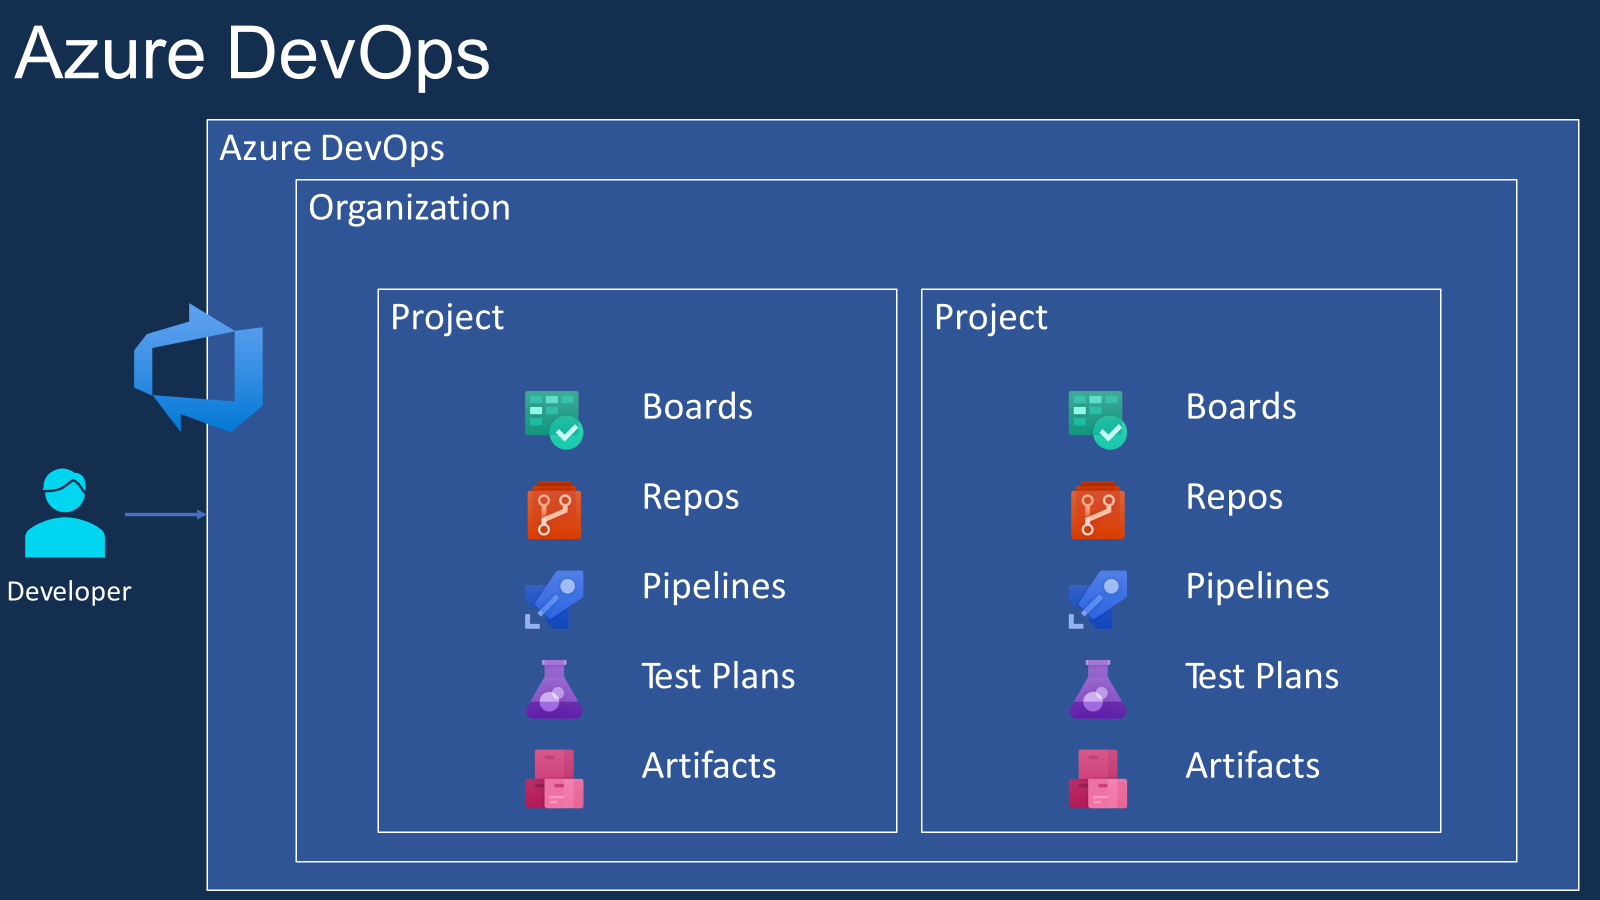 Azure DevOps
Azure DevOps
Organization
Project
Boards
Repos
Pipelines
Test Plans
Artifacts
Project
Boards
Repos
Pipelines
Test Plans
Artifacts
Developer